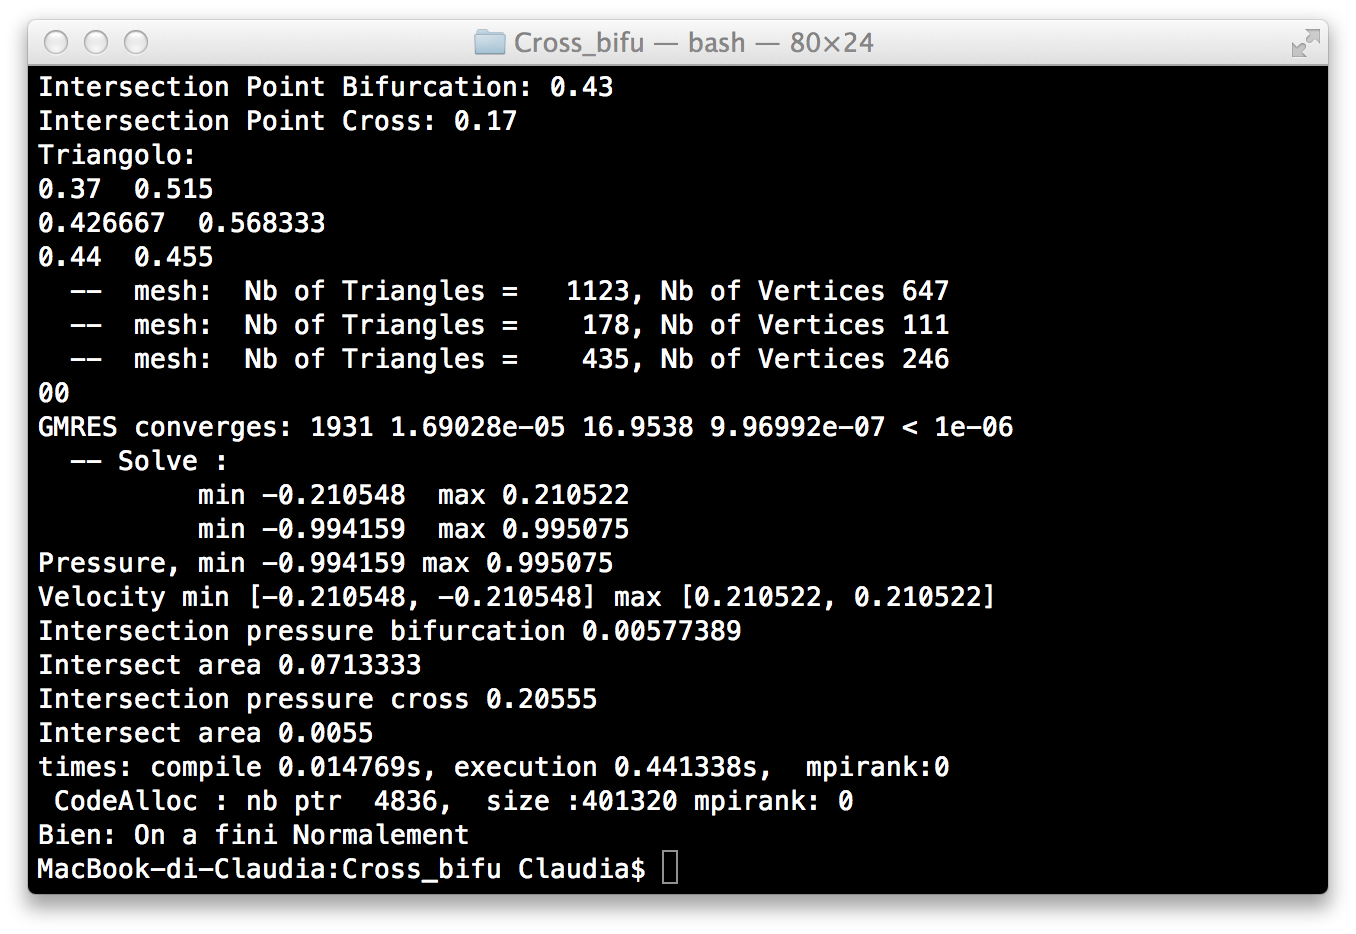 Cross_bifu — bash — 80×24
Intersection Point Bifurcation: 0.43
Intersection Point Cross: 0.17
Triangolo:
0.37  0.515
0.426667  0.568333
0.44  0.455
  --  mesh:  Nb of Triangles =   1123, Nb of Vertices 647
  --  mesh:  Nb of Triangles =    178, Nb of Vertices 111
  --  mesh:  Nb of Triangles =    435, Nb of Vertices 246
00
GMRES converges: 1931 1.69028e-05 16.9538 9.96992e-07 < 1e-06
  -- Solve :
          min -0.210548  max 0.210522
          min -0.994159  max 0.995075
Pressure, min -0.994159 max 0.995075
Velocity min [-0.210548, -0.210548] max [0.210522, 0.210522]
Intersection pressure bifurcation 0.00577389
Intersect area 0.0713333
Intersection pressure cross 0.20555
Intersect area 0.0055
times: compile 0.014769s, execution 0.441338s,  mpirank:0
 CodeAlloc : nb ptr  4836,  size :401320 mpirank: 0
Bien: On a fini Normalement
MacBook-di-Claudia:Cross_bifu Claudia$